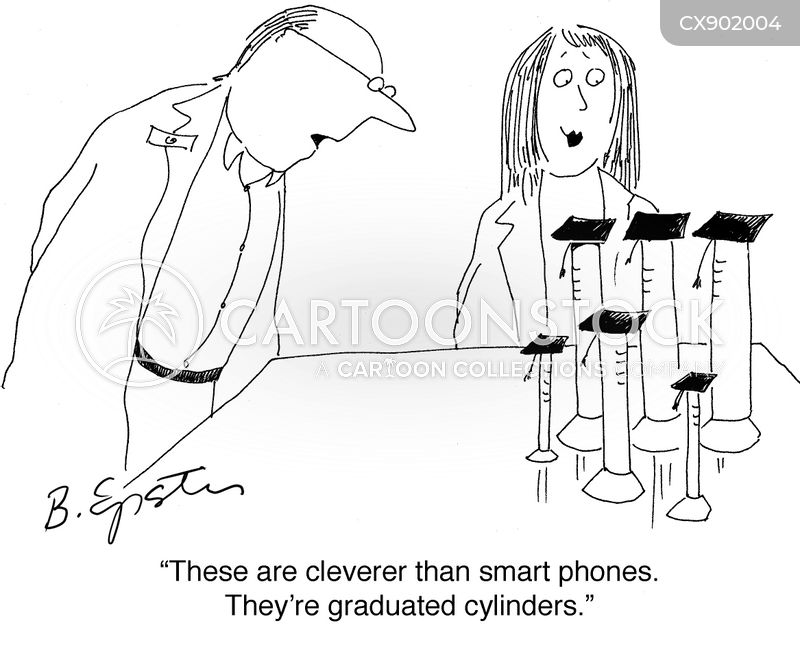 CX902004
CARTOONSTOCK
A CARTOON COLLECTIONS COMPANY
B. Epstein
“These are cleverer than smart phones.
They’re graduated cylinders.”